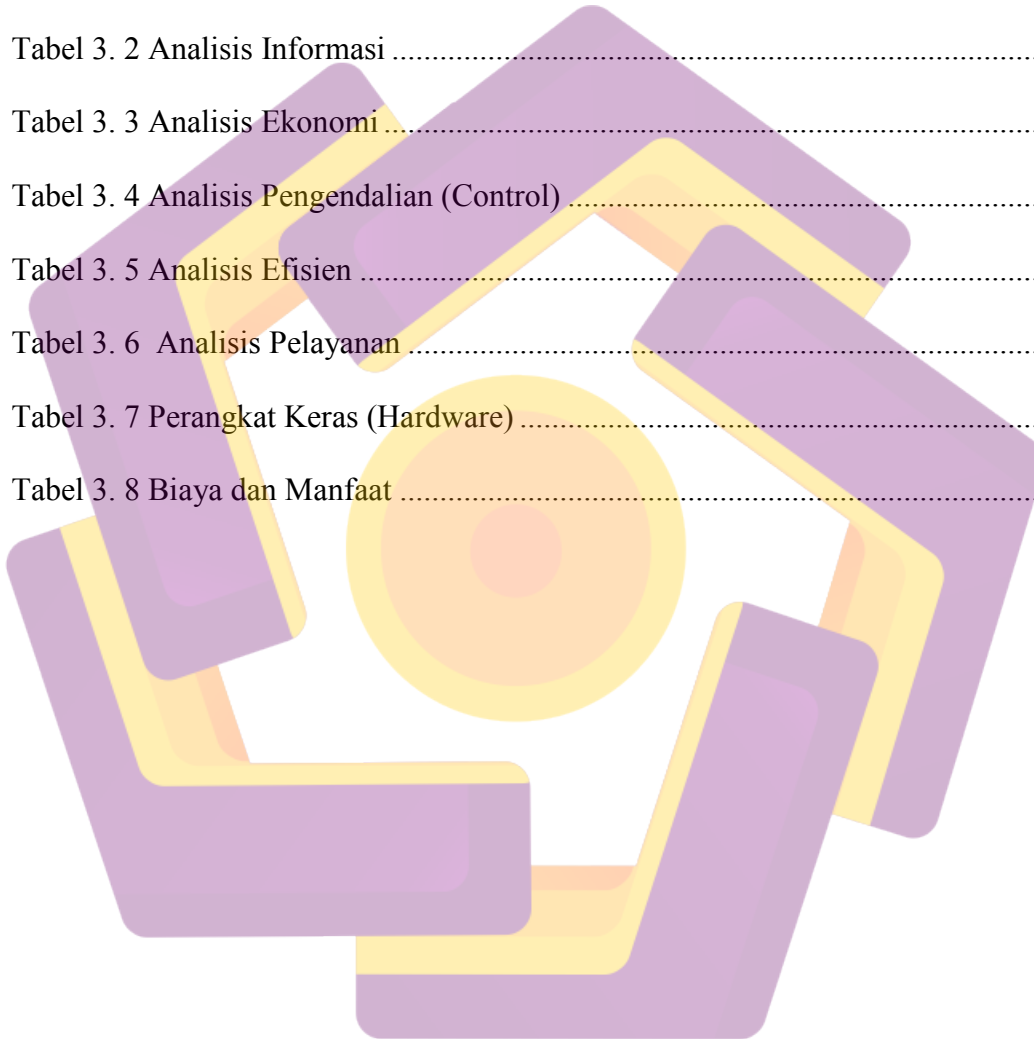 Tabel 3. 2 Analisis Informasi ................................................................................
Tabel 3. 3 Analisis Ekonomi .................................................................................
Tabel 3. 4 Analisis Pengendalian (Control) ..........................................................
Tabel 3. 5 Analisis Efisien ....................................................................................
Tabel 3. 6  Analisis Pelayanan ..............................................................................
Tabel 3. 7 Perangkat Keras (Hardware) ................................................................
Tabel 3. 8 Biaya dan Manfaat ...............................................................................